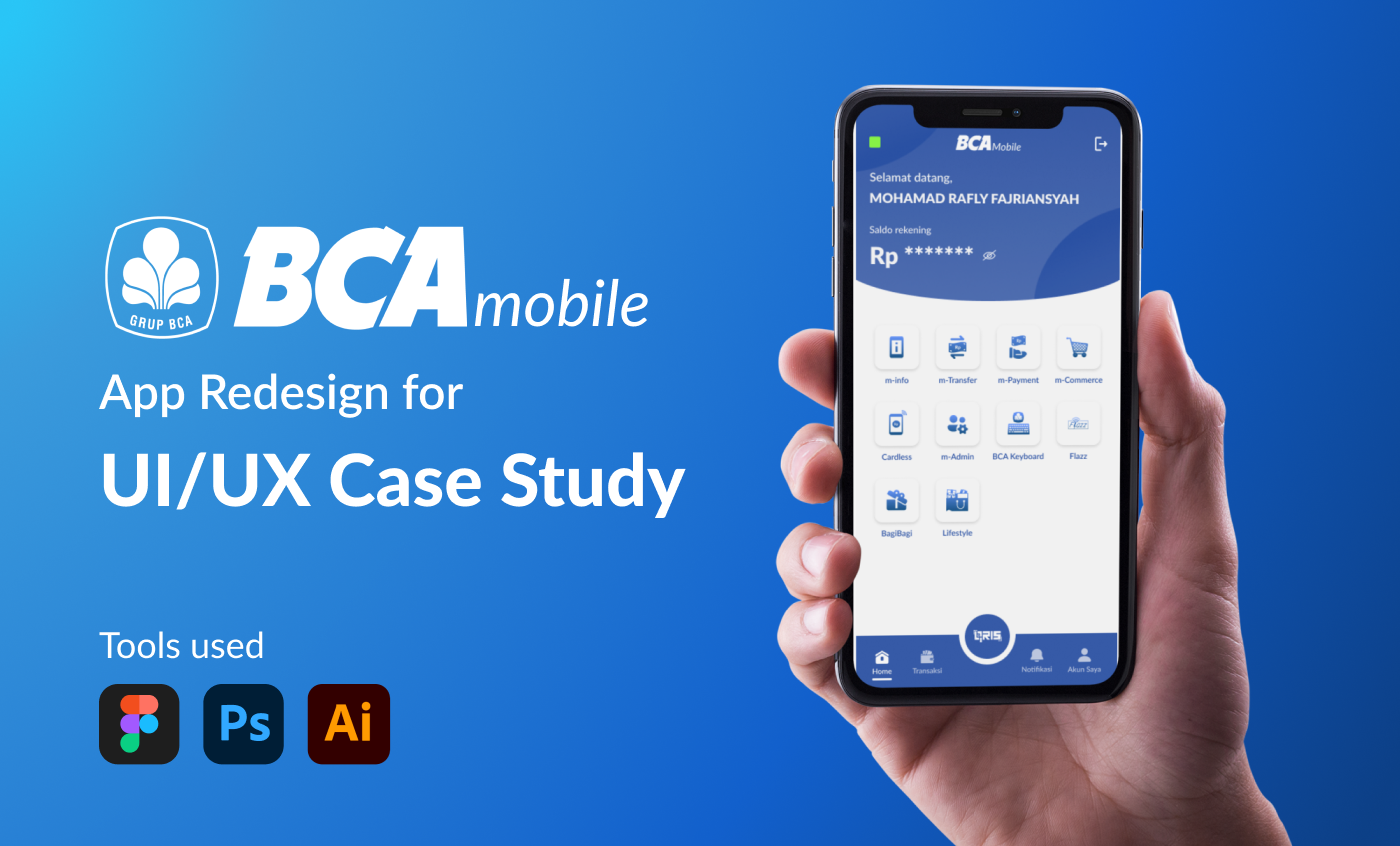 GRUP BCA
BCA mobile
App Redesign for
UI/UX Case Study
Tools used
Ps
Ai
BCA Mobile
Selamat datang,
MOHAMAD RAFLY FAJRIANSYAH
Saldo rekening
Rp *******
m-info
m-Transfer
m-Payment
m-Commerce
Cardless
m-Admin
BCA Keyboard
Flazz
Flazz
BagiBagi
Lifestyle
QRIS
Home
Transaksi
Notifikasi
Akun Saya